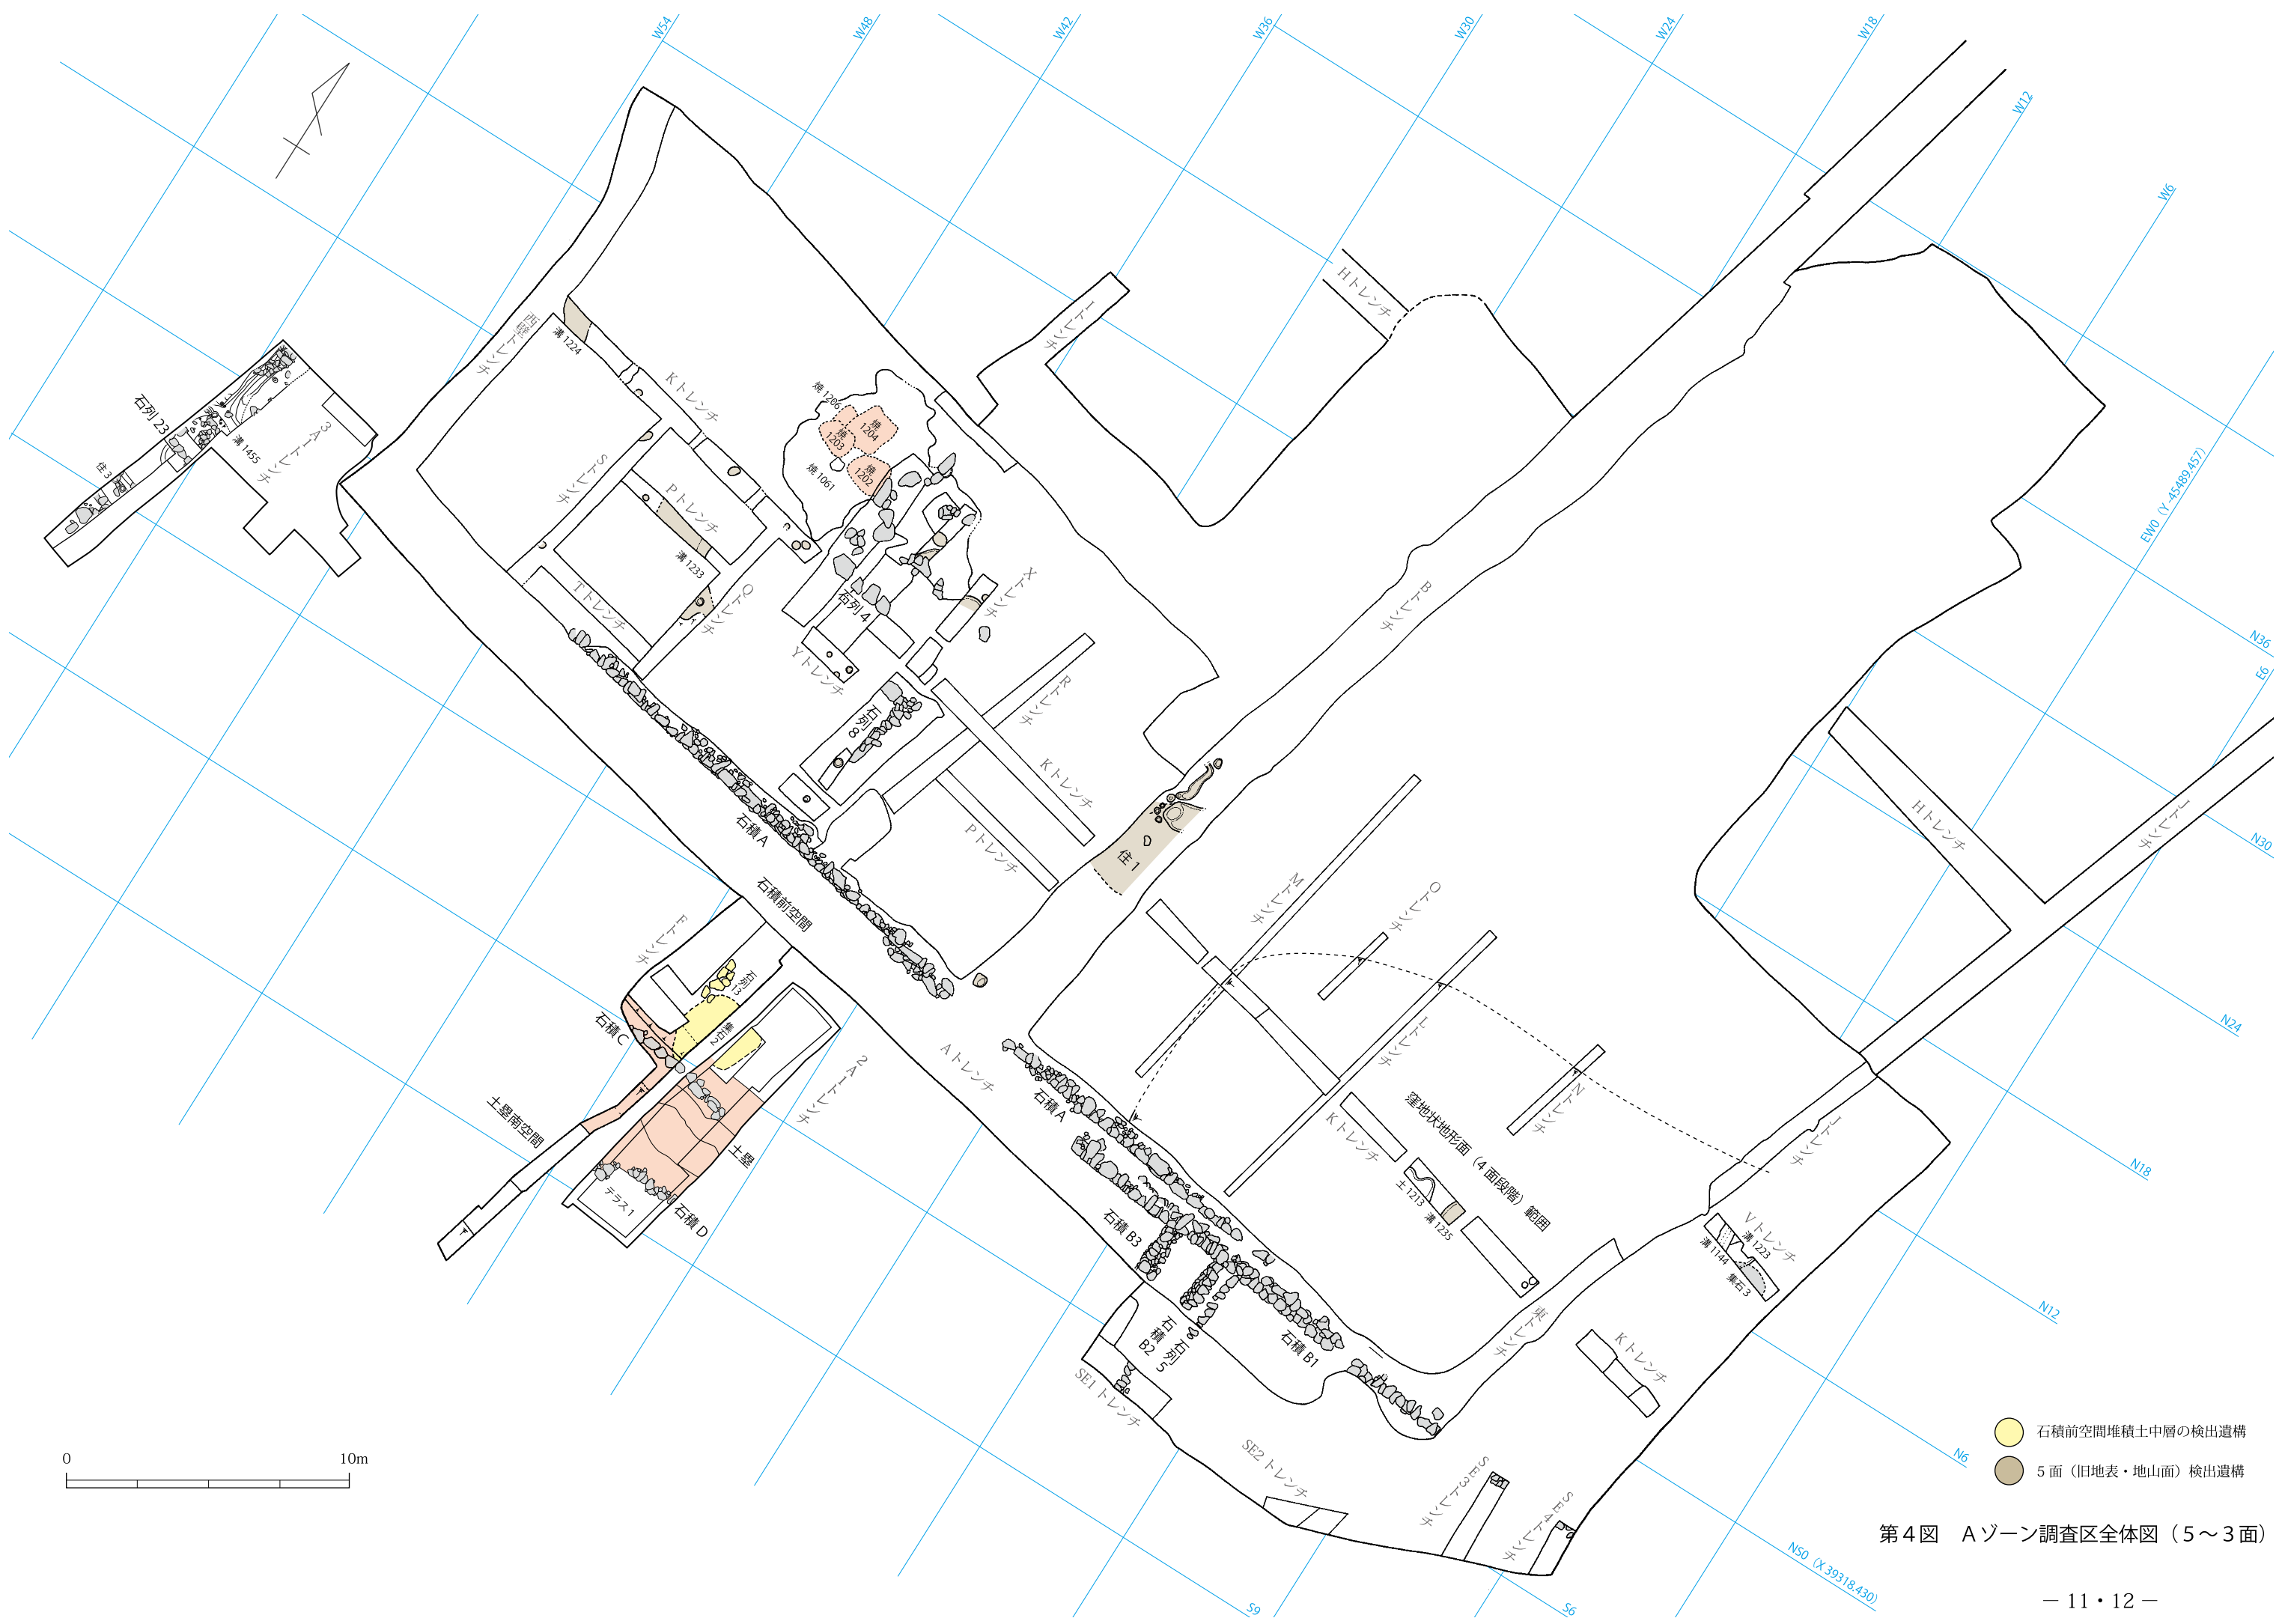 W54
W48
W42
W36
W30
W24
W18
W12
W6
EW0（Y -45489.457）
N36
E6
N30
N24
N18
N12
N6
NS0（X 39318.430）
S6
S9
Hトレンチ
Iトレンチ
西壁トレンチ
溝1224
Kトレンチ
焼1206
焼1204
焼1203
焼1202
焼1061
石列23
溝1455
3A1トレンチ
住3
Sトレンチ
Pトレンチ
溝1233
Qトレンチ
Tトレンチ
石列4
Xトレンチ
Yトレンチ
Bトレンチ
石列8
Rトレンチ
Kトレンチ
Pトレンチ
石積A
石積前空間
住1
Hトレンチ
Jトレンチ
Mトレンチ
Oトレンチ
Fトレンチ
石列13
集石2
石積C
土塁南空間
2A1トレンチ
土塁
石積D
テラス1
Aトレンチ
石積A
Lトレンチ
Nトレンチ
Kトレンチ
窪地状地形面（4面段階）範囲
土1213
溝1235
Jトレンチ
Vトレンチ
溝1223
溝1144
集石3
石積B3
石積B2
石列5
石積B1
東トレンチ
Kトレンチ
SE1トレンチ
SE2トレンチ
SE3トレンチ
SE4トレンチ
0
10m
石積前空間堆積土中層の検出遺構
5面（旧地表・地山面）検出遺構
第4図　Aゾーン調査区全体図（5～3面）
― 11・12 ―